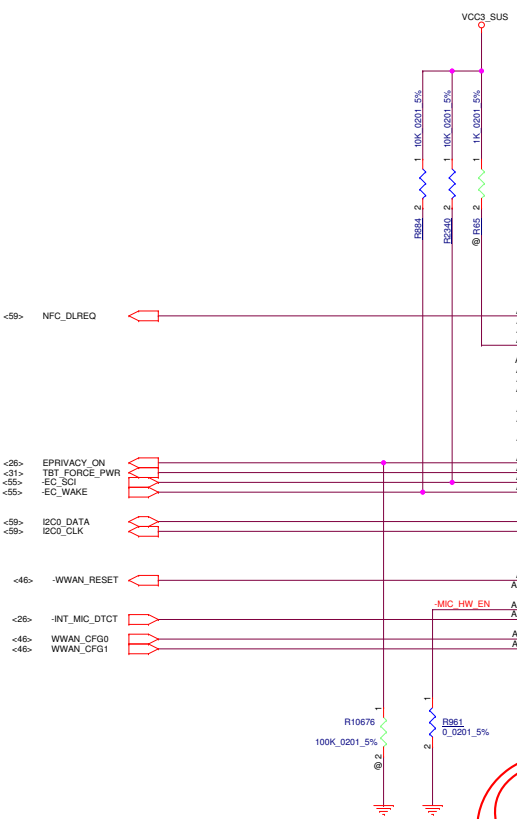 VCC3_SUS
10K_0201_5%
10K_0201_5%
1K_0201_5%
1
1
1
2
2
2
R884
R2340
@ R65
<59> NFC_DLREQ
<26> EPRIVACY_ON
<31> TBT_FORCE_PWR
<55> -EC_SCI
<55> -EC_WAKE
<59> I2C0_DATA
<59> I2C0_CLK
<46> -WWAN_RESET
-MIC_HW_EN
<26> -INT_MIC_DTCT
<46> WWAN_CFG0
<46> WWAN_CFG1
1
1
R10676
100K_0201_5%
R961
0_0201_5%
@ 2
2